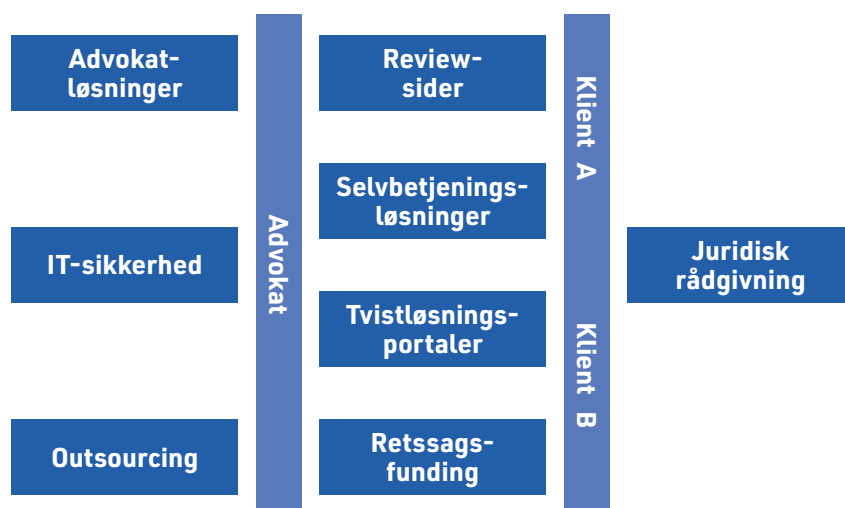 Advokat-
løsninger
IT-sikkerhed
Outsourcing
Advokat
Review-
sider
Selvbetjenings-
løsninger
Tvistløsnings-
portaler
Retssags-
funding
Klient A
Klient B
Juridisk
rådgivning